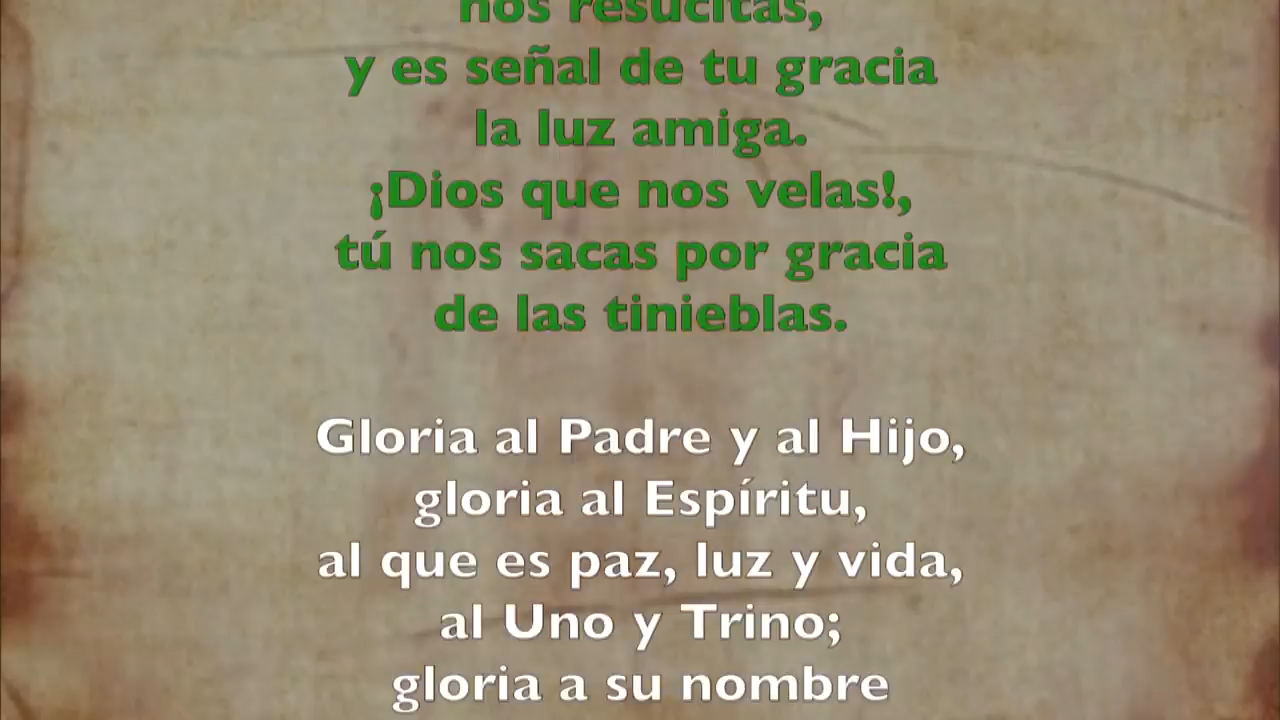 nos resucitas,
y es señal de tu gracia
la luz amiga.
¡Dios que nos velas!,
tú nos sacas por gracia
de las tinieblas.
Gloria al Padre y al Hijo,
gloria al Espíritu,
al que es paz, luz y vida,
al Uno y Trino;
gloria a su nombre